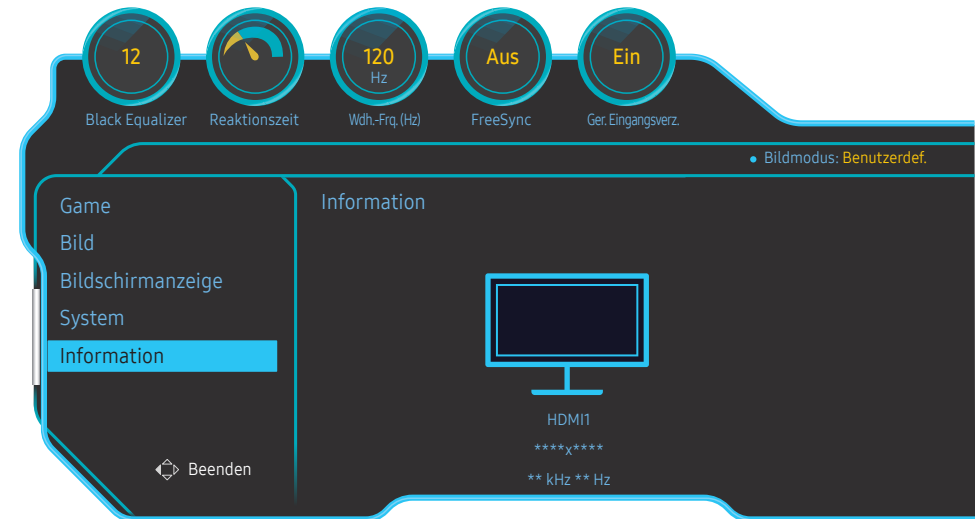 12
120
Hz
Aus
Ein
Black Equalizer
Reaktionszeit
Wdh.-Frq. (Hz)
FreeSync
Ger. Eingangsverz.
Bildmodus: Benutzerdef.
Game
Bild
Bildschirmanzeige
System
Information
Beenden
Information
HDMI1
****x****
** kHz ** Hz